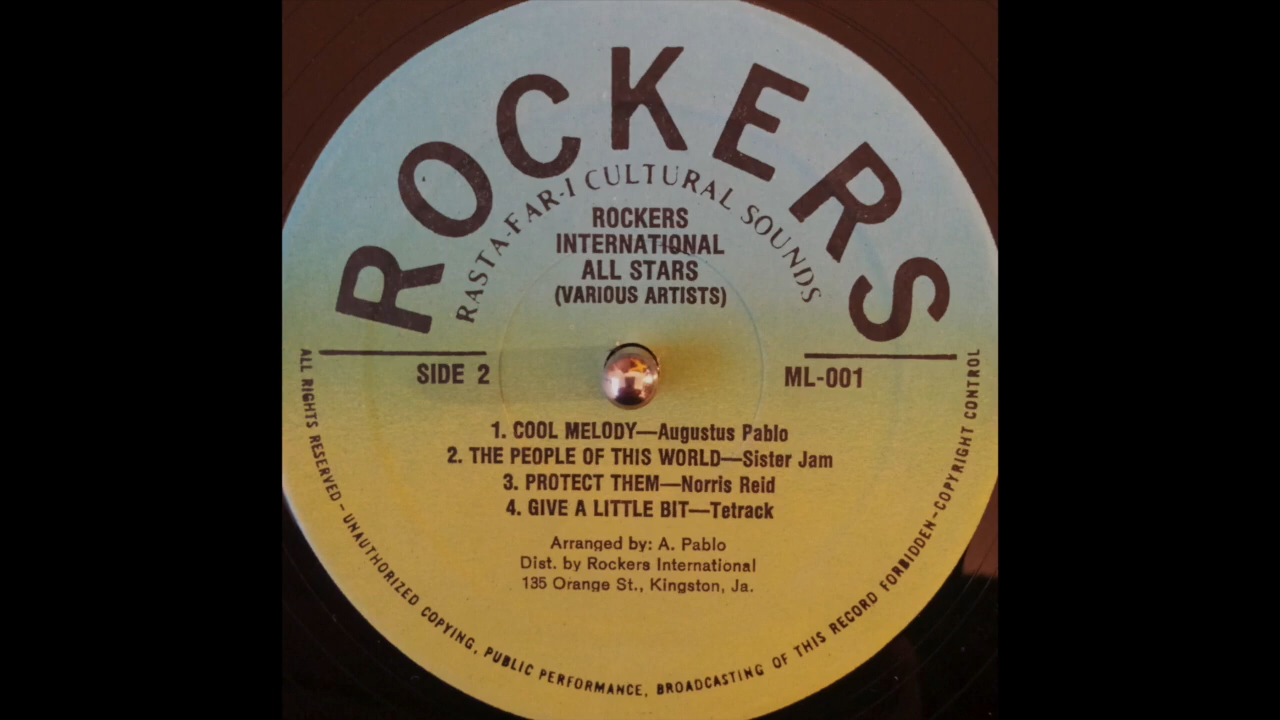 ROCKERS
RASTA-FAR-I CULTURAL SOUNDS
ROCKERS
INTERNATIONAL
ALL STARS
(VARIOUS ARTISTS)
SIDE 2
ML-001
1. COOL MELODY—Augustus Pablo
2. THE PEOPLE OF THIS WORLD—Sister Jam
3. PROTECT THEM—Norris Reid
4. GIVE A LITTLE BIT—Tetrack
Arranged by: A. Pablo
Dist. by Rockers International
135 Orange St., Kingston, Ja.
ALL RIGHTS RESERVED – UNAUTHORIZED COPYING, PUBLIC PERFORMANCE, BROADCASTING OF THIS RECORD FORBIDDEN – COPYRIGHT CONTROL